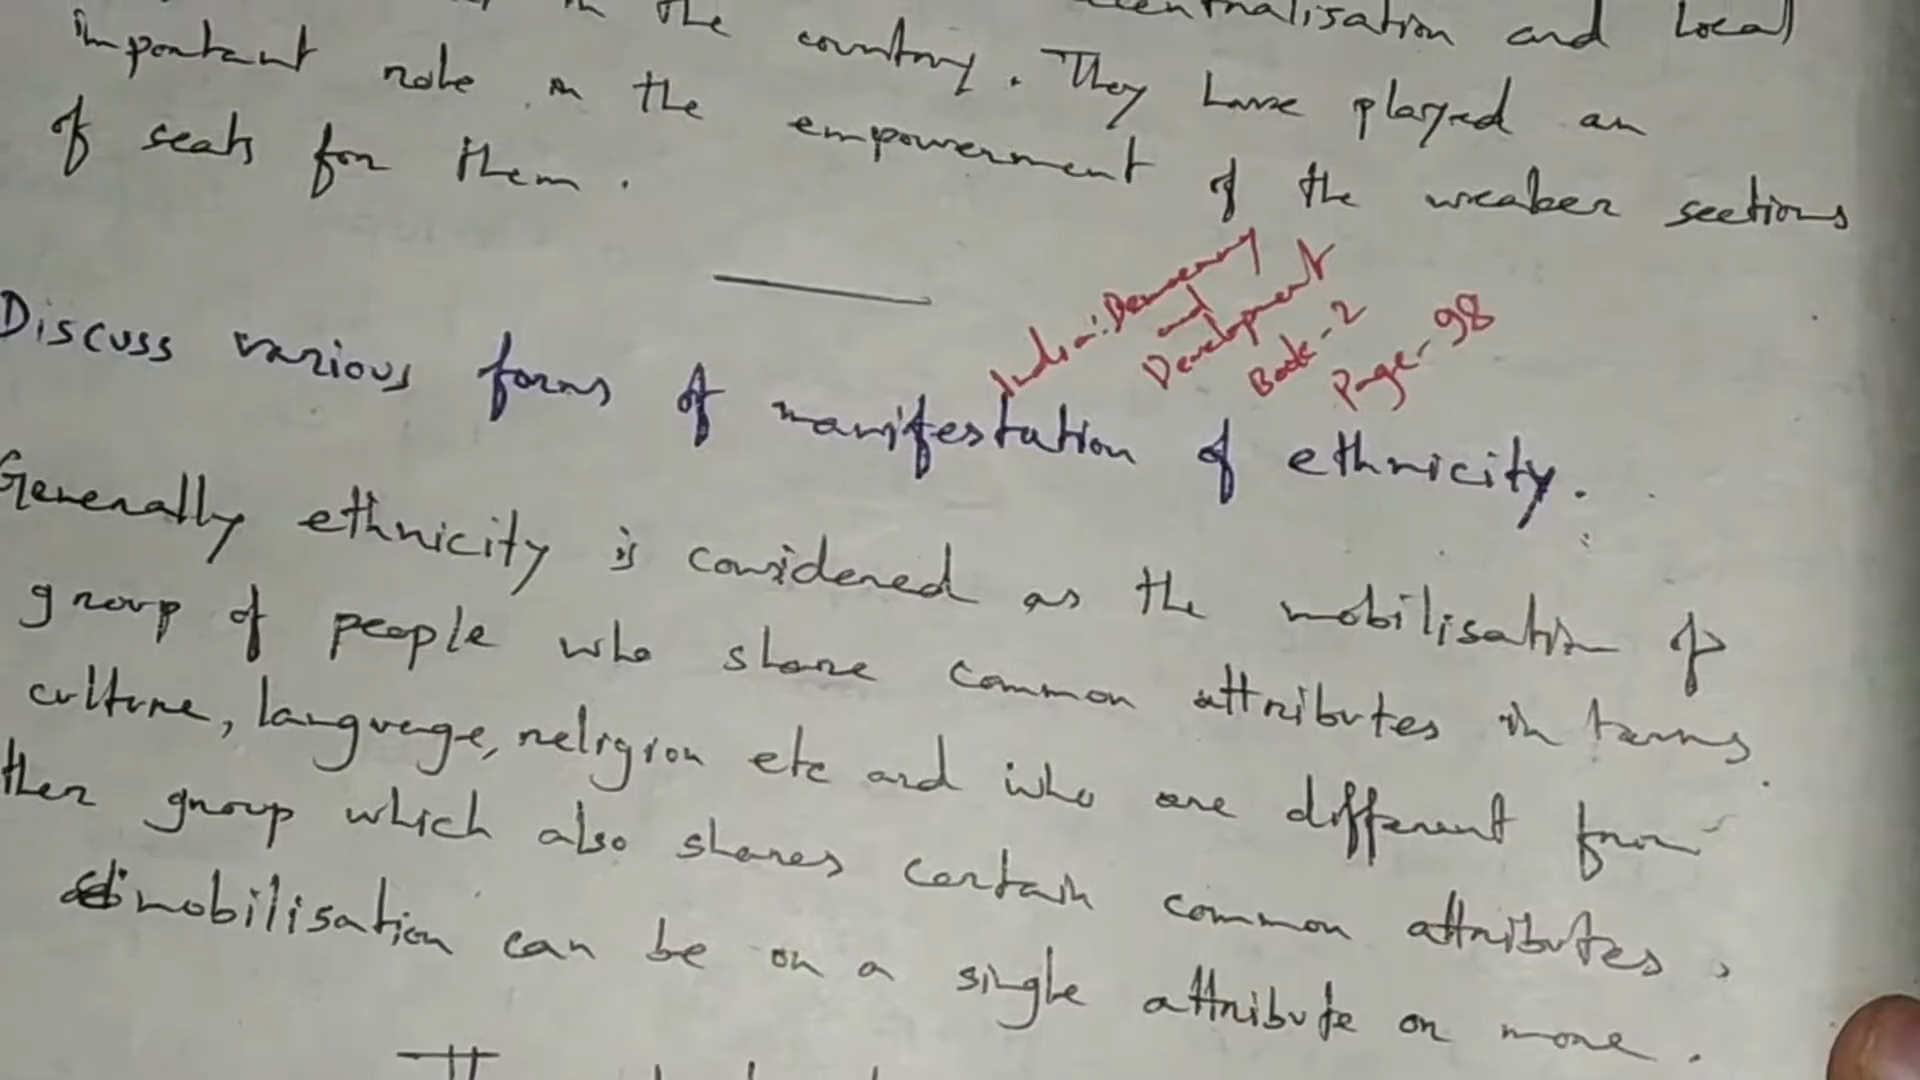 in the country. decentralisation and local
They have played an
important role in the empowerment of the weaker sections
of seats for them.
India: Democracy
and
Development
Book-2
Page-98
Discuss various forms of manifestation of ethnicity.
Generally ethnicity is considered as the mobilisation of
group of people who share common attributes in terms
culture, language, religion etc and who are different from
ther group which also shares certain common attributes.
mobilisation can be on a single attribute or more.